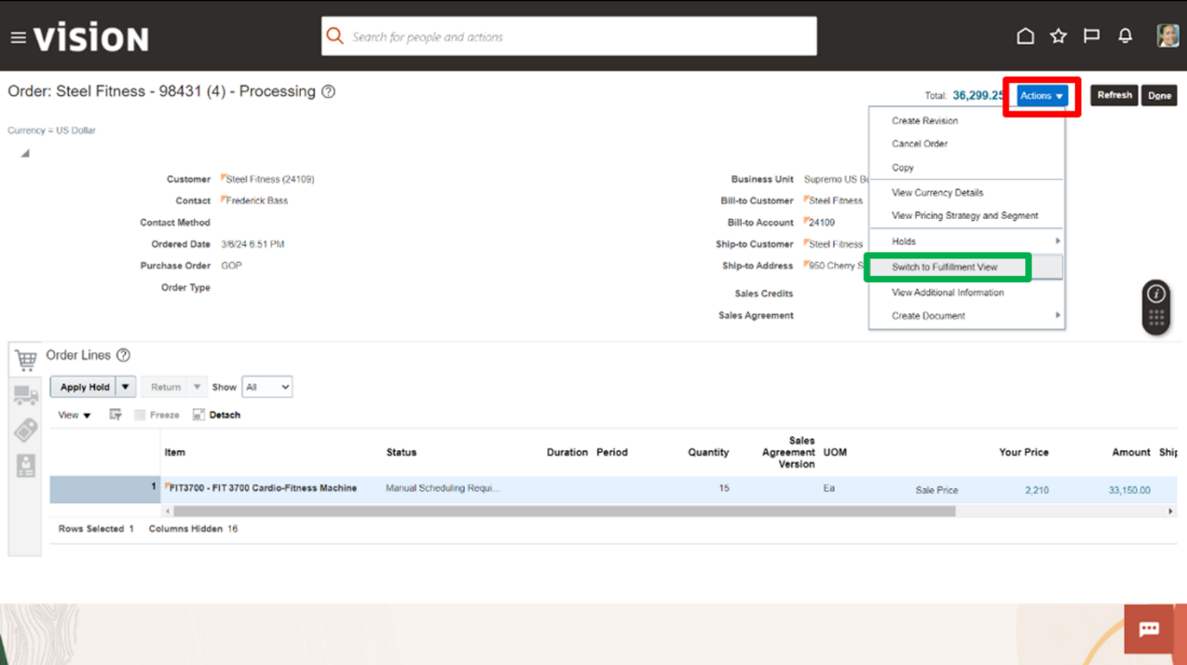 vision
Search for people and actions
Order: Steel Fitness - 98431 (4) - Processing
Total: 36,299.25
Actions
Refresh
Done
Currency = US Dollar
Customer Steel Fitness (24109)
Contact Frederick Bass
Contact Method
Ordered Date 3/6/24 6:51 PM
Purchase Order GOP
Order Type
Business Unit Supremo US Bu
Bill-to Customer Steel Fitness
Bill-to Account 24109
Ship-to Customer Steel Fitness
Ship-to Address 950 Cherry S
Sales Credits
Sales Agreement
Create Revision
Cancel Order
Copy
View Currency Details
View Pricing Strategy and Segment
Holds
Switch to Fulfillment View
View Additional Information
Create Document
Order Lines
Apply Hold Return Show All
View Freeze Detach
Item Status Duration Period Quantity Sales Agreement Version UOM Your Price Amount Ship
1 FIT3700 - FIT 3700 Cardio-Fitness Machine Manual Scheduling Requi... 15 Ea Sale Price 2,210 33,150.00
Rows Selected 1 Columns Hidden 16